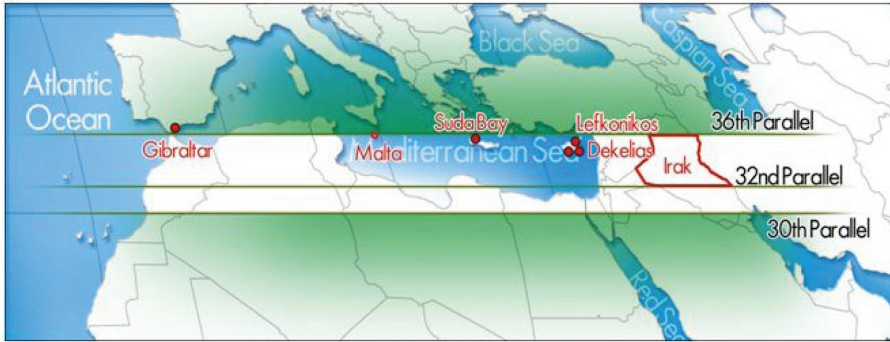 Black Sea
Caspian Sea
Atlantic
Ocean
36th Parallel
Suda Bay
Lefkonikos
Gibraltar
Malta
Mediterranean Sea
Dekelias
Irak
32nd Parallel
30th Parallel
Red Sea